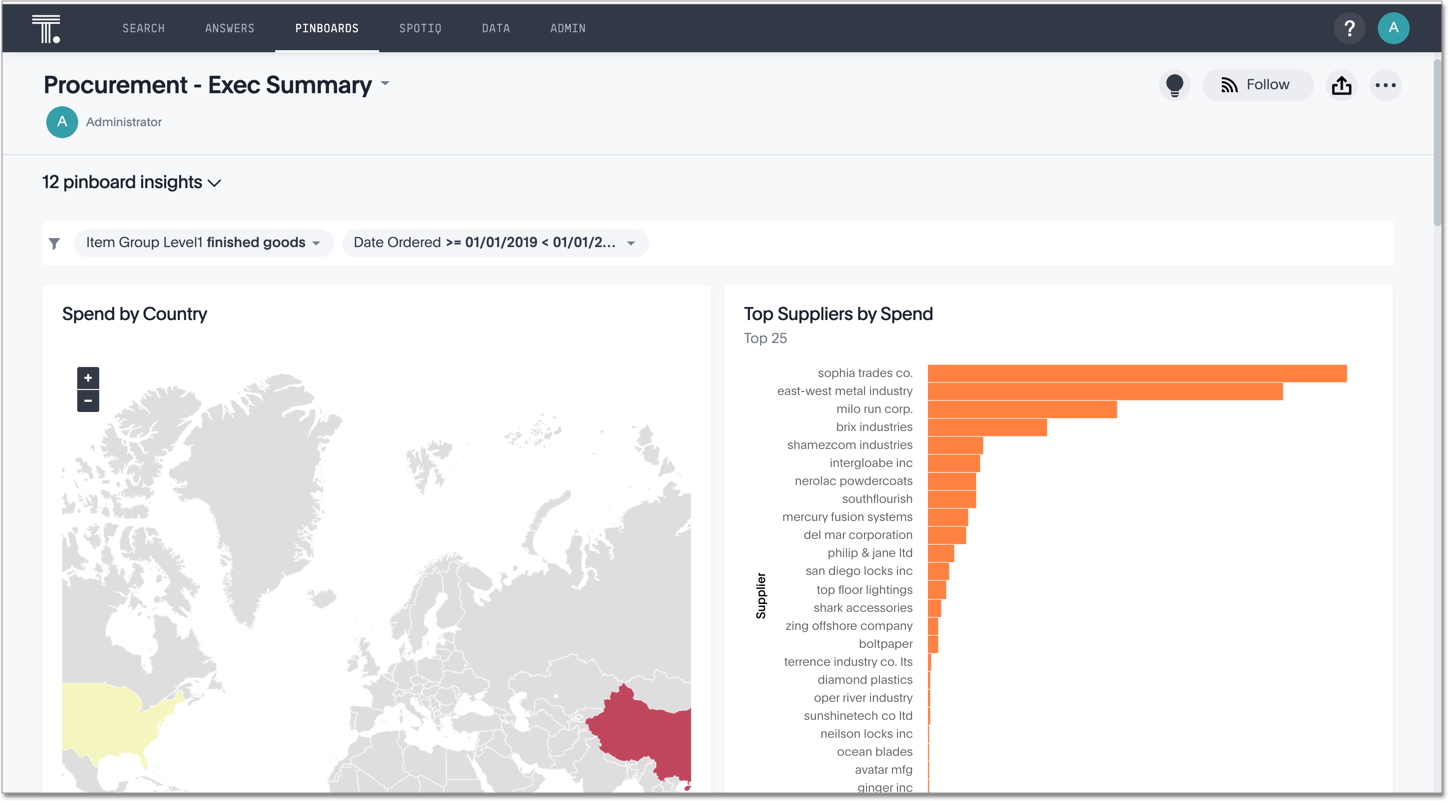 T.
SEARCH ANSWERS PINBOARDS SPOTIQ DATA ADMIN ? A
Procurement - Exec Summary
Follow
A Administrator
12 pinboard insights
Item Group Level1 finished goods
Date Ordered >= 01/01/2019 < 01/01/2...
Spend by Country
+
−
Top Suppliers by Spend
Top 25
Supplier
sophia trades co.
east-west metal industry
milo run corp.
brix industries
shamezcom industries
intergloabe inc
nerolac powdercoats
southflourish
mercury fusion systems
del mar corporation
philip & jane ltd
san diego locks inc
top floor lightings
shark accessories
zing offshore company
boltpaper
terrence industry co. lts
diamond plastics
oper river industry
sunshinetech co ltd
neilson locks inc
ocean blades
avatar mfg
ginger inc